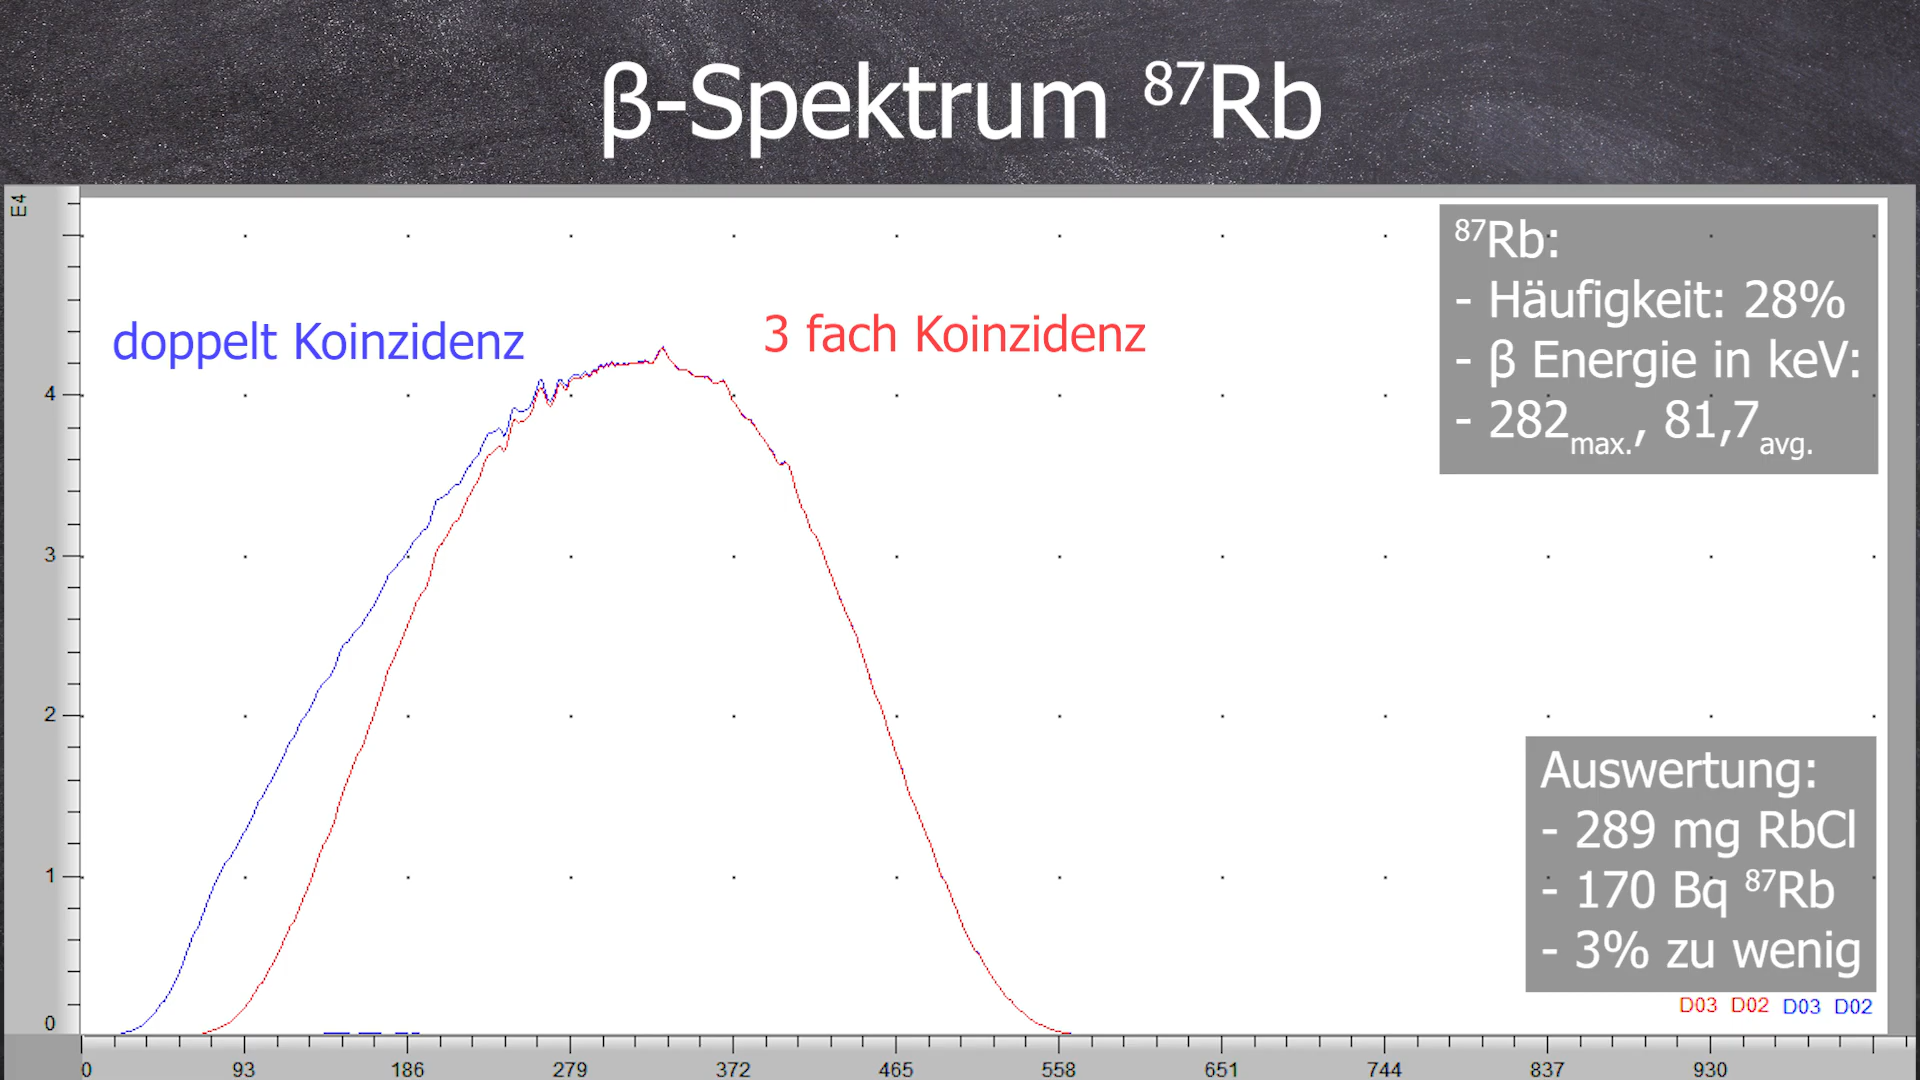 β-Spektrum ⁸⁷Rb
E4
doppelt Koinzidenz
3 fach Koinzidenz
⁸⁷Rb:
- Häufigkeit: 28%
- β Energie in keV:
- 282max., 81,7avg.
4
3
2
1
0
Auswertung:
- 289 mg RbCl
- 170 Bq ⁸⁷Rb
- 3% zu wenig
D03 D02 D03 D02
0 93 186 279 372 465 558 651 744 837 930